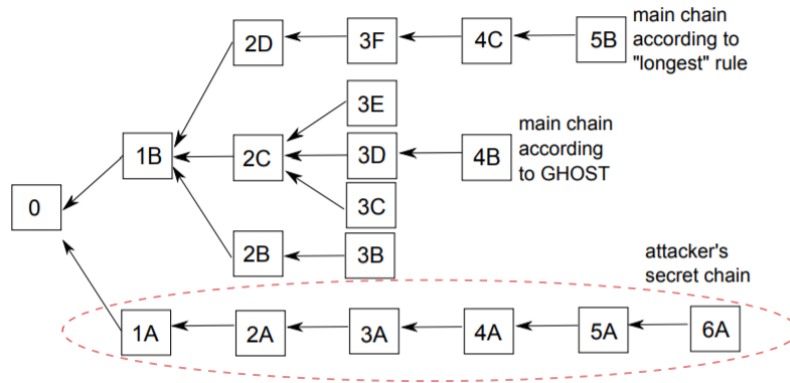 2D
3F
4C
5B
main chain
according to
"longest" rule
3E
1B
2C
3D
4B
main chain
according
to GHOST
0
3C
2B
3B
attacker's
secret chain
1A
2A
3A
4A
5A
6A